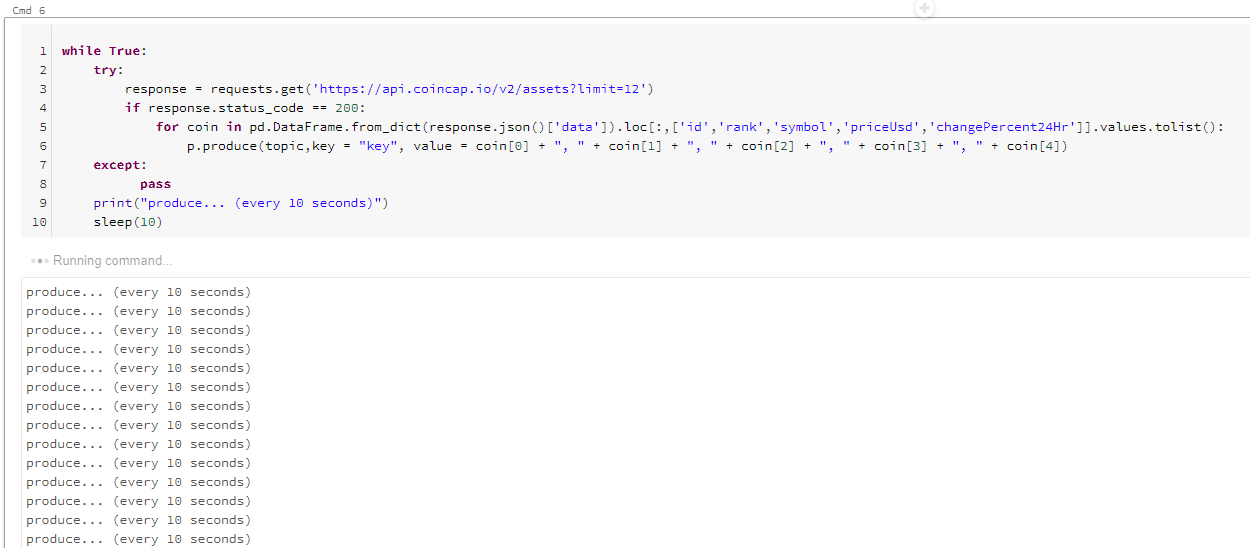 Cmd 6
1 while True:
2 try:
3 response = requests.get('https://api.coincap.io/v2/assets?limit=12')
4 if response.status_code == 200:
5 for coin in pd.DataFrame.from_dict(response.json()['data']).loc[:,['id','rank','symbol','priceUsd','changePercent24Hr']].values.tolist():
6 p.produce(topic,key = "key", value = coin[0] + ", " + coin[1] + ", " + coin[2] + ", " + coin[3] + ", " + coin[4])
7 except:
8 pass
9 print("produce... (every 10 seconds)")
10 sleep(10)
Running command...
produce... (every 10 seconds)
produce... (every 10 seconds)
produce... (every 10 seconds)
produce... (every 10 seconds)
produce... (every 10 seconds)
produce... (every 10 seconds)
produce... (every 10 seconds)
produce... (every 10 seconds)
produce... (every 10 seconds)
produce... (every 10 seconds)
produce... (every 10 seconds)
produce... (every 10 seconds)
produce... (every 10 seconds)
produce... (every 10 seconds)